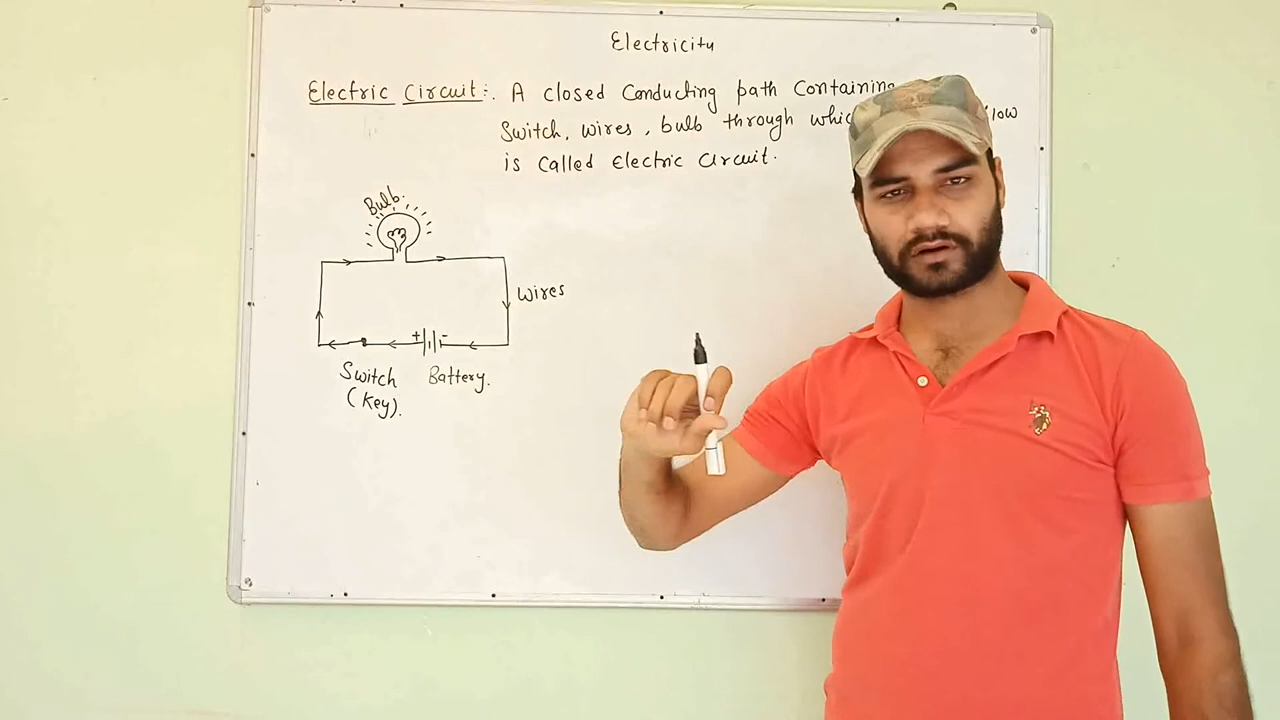 Electricity
Electric Circuit:. A closed conducting path containing
Switch, wires, bulb through low
is called Electric Circuit.
Bulb.
Wires
+ -
Switch Battery.
(Key).